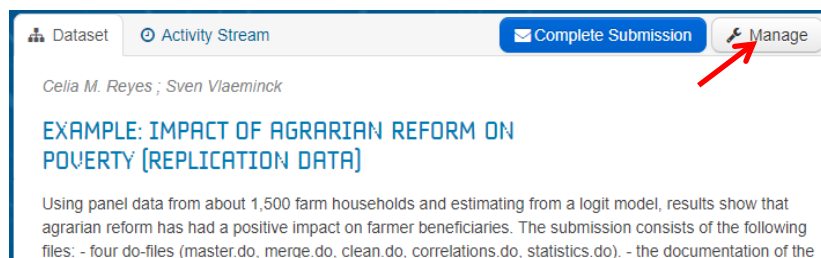 Dataset Activity Stream Complete Submission Manage
Celia M. Reyes ; Sven Vlaeminck
EXAMPLE: IMPACT OF AGRARIAN REFORM ON
POVERTY (REPLICATION DATA)
Using panel data from about 1,500 farm households and estimating from a logit model, results show that
agrarian reform has had a positive impact on farmer beneficiaries. The submission consists of the following
files: - four do-files (master.do, merge.do, clean.do, correlations.do, statistics.do). - the documentation of the